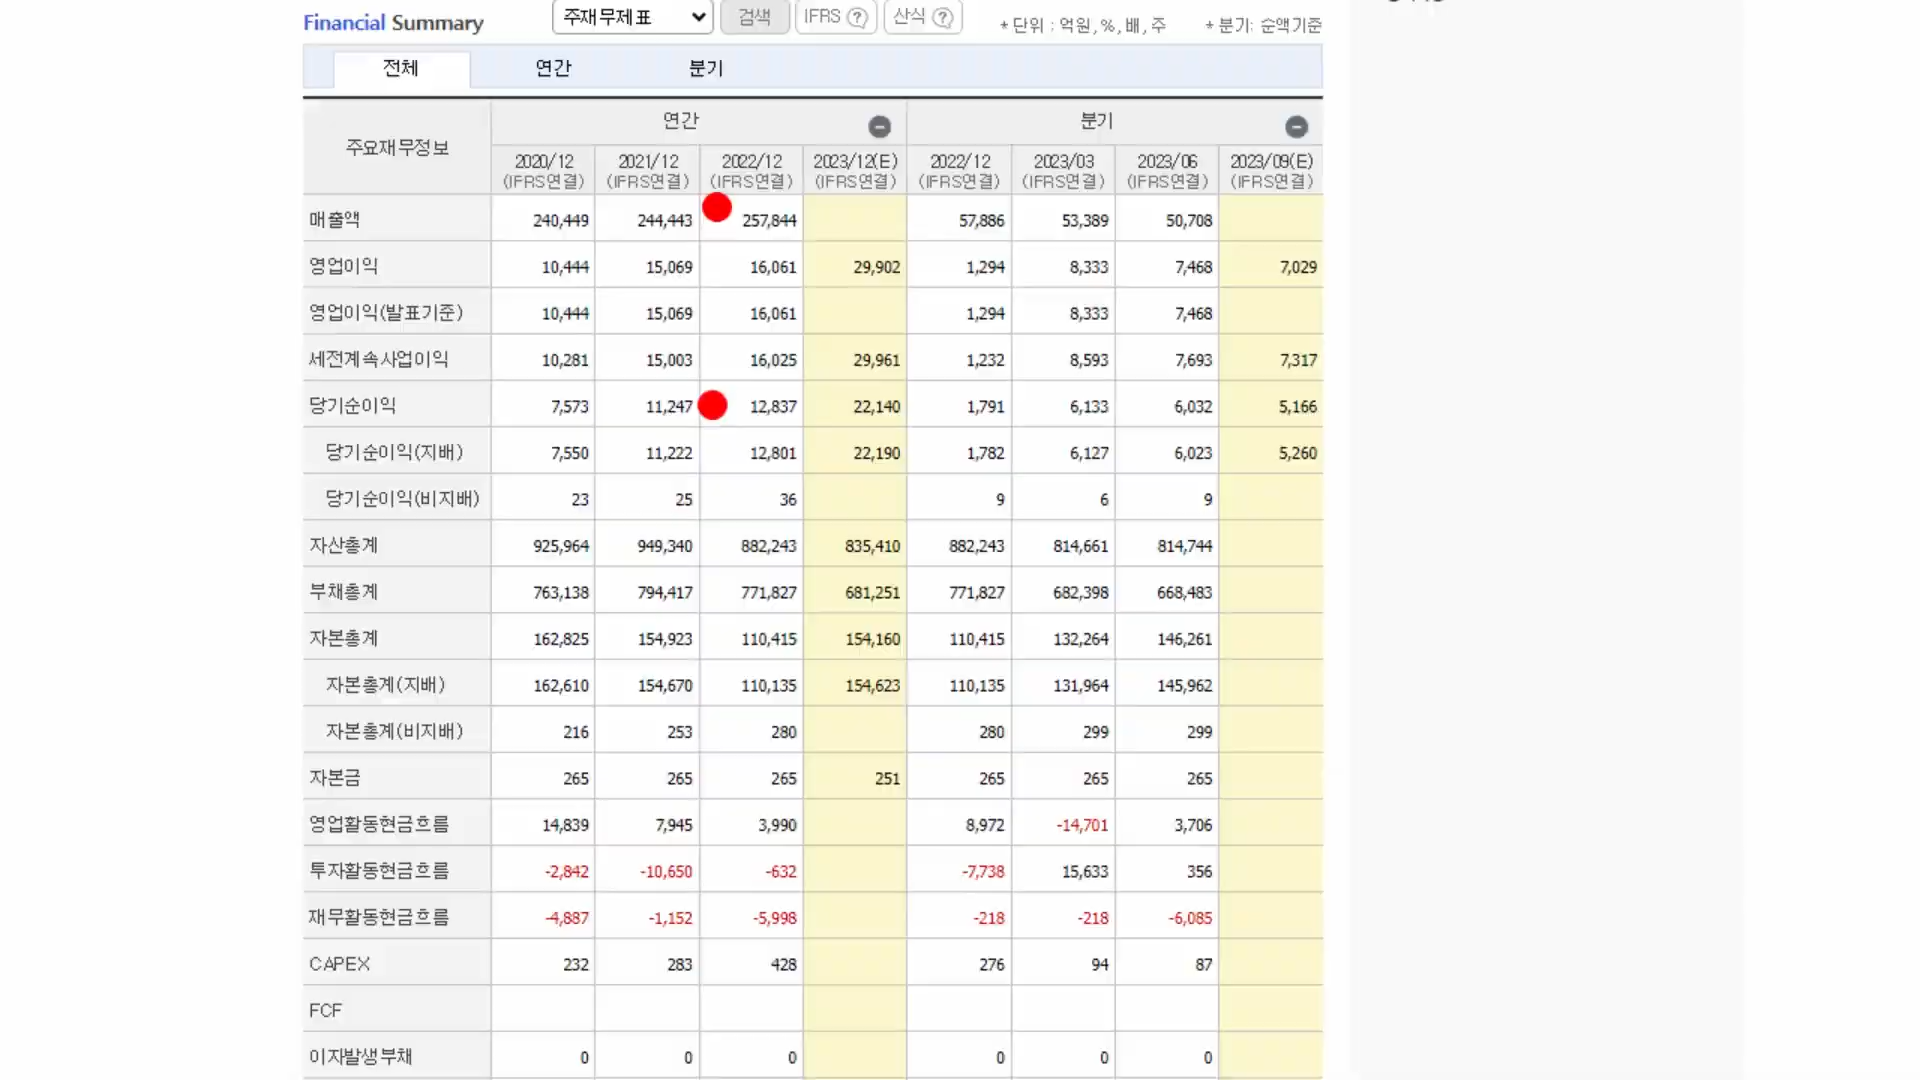 Financial Summary 주재무제표 검색 IFRS ? 산식 ? * 단위 : 억원, %, 배, 주 * 분기: 순액기준
전체 연간 분기
주요재무정보 연간 분기
2020/12 2021/12 2022/12 2023/12(E) 2022/12 2023/03 2023/06 2023/09(E)
(IFRS연결) (IFRS연결) (IFRS연결) (IFRS연결) (IFRS연결) (IFRS연결) (IFRS연결) (IFRS연결)
매출액 240,449 244,443 257,844 57,886 53,389 50,708
영업이익 10,444 15,069 16,061 29,902 1,294 8,333 7,468 7,029
영업이익(발표기준) 10,444 15,069 16,061 1,294 8,333 7,468
세전계속사업이익 10,281 15,003 16,025 29,961 1,232 8,593 7,693 7,317
당기순이익 7,573 11,247 12,837 22,140 1,791 6,133 6,032 5,166
당기순이익(지배) 7,550 11,222 12,801 22,190 1,782 6,127 6,023 5,260
당기순이익(비지배) 23 25 36 9 6 9
자산총계 925,964 949,340 882,243 835,410 882,243 814,661 814,744
부채총계 763,138 794,417 771,827 681,251 771,827 682,398 668,483
자본총계 162,825 154,923 110,415 154,160 110,415 132,264 146,261
자본총계(지배) 162,610 154,670 110,135 154,623 110,135 131,964 145,962
자본총계(비지배) 216 253 280 280 299 299
자본금 265 265 265 251 265 265 265
영업활동현금흐름 14,839 7,945 3,990 8,972 -14,701 3,706
투자활동현금흐름 -2,842 -10,650 -632 -7,738 15,633 356
재무활동현금흐름 -4,887 -1,152 -5,998 -218 -218 -6,085
CAPEX 232 283 428 276 94 87
FCF
이자발생부채 0 0 0 0 0 0